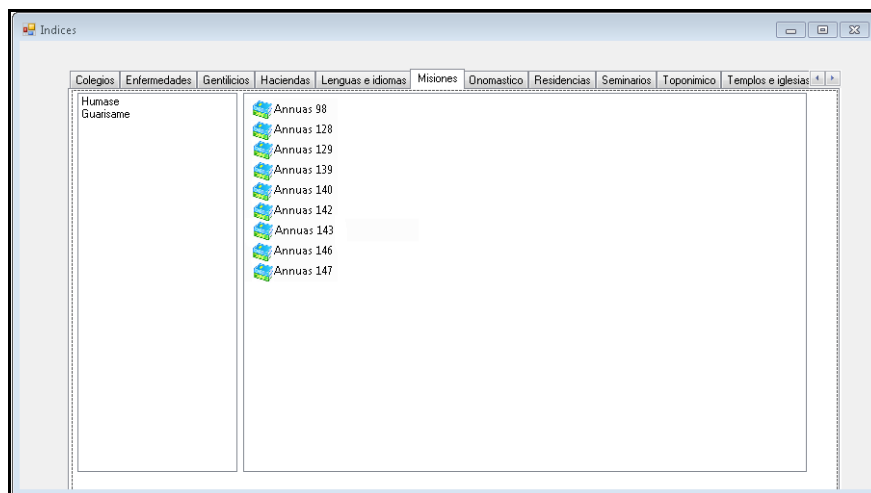 Indices
Colegios Enfermedades Gentilicios Haciendas Lenguas e idiomas Misiones Onomastico Residencias Seminarios Toponimico Templos e iglesias
Humase
Guarisame
Annuas 98
Annuas 128
Annuas 129
Annuas 139
Annuas 140
Annuas 142
Annuas 143
Annuas 146
Annuas 147